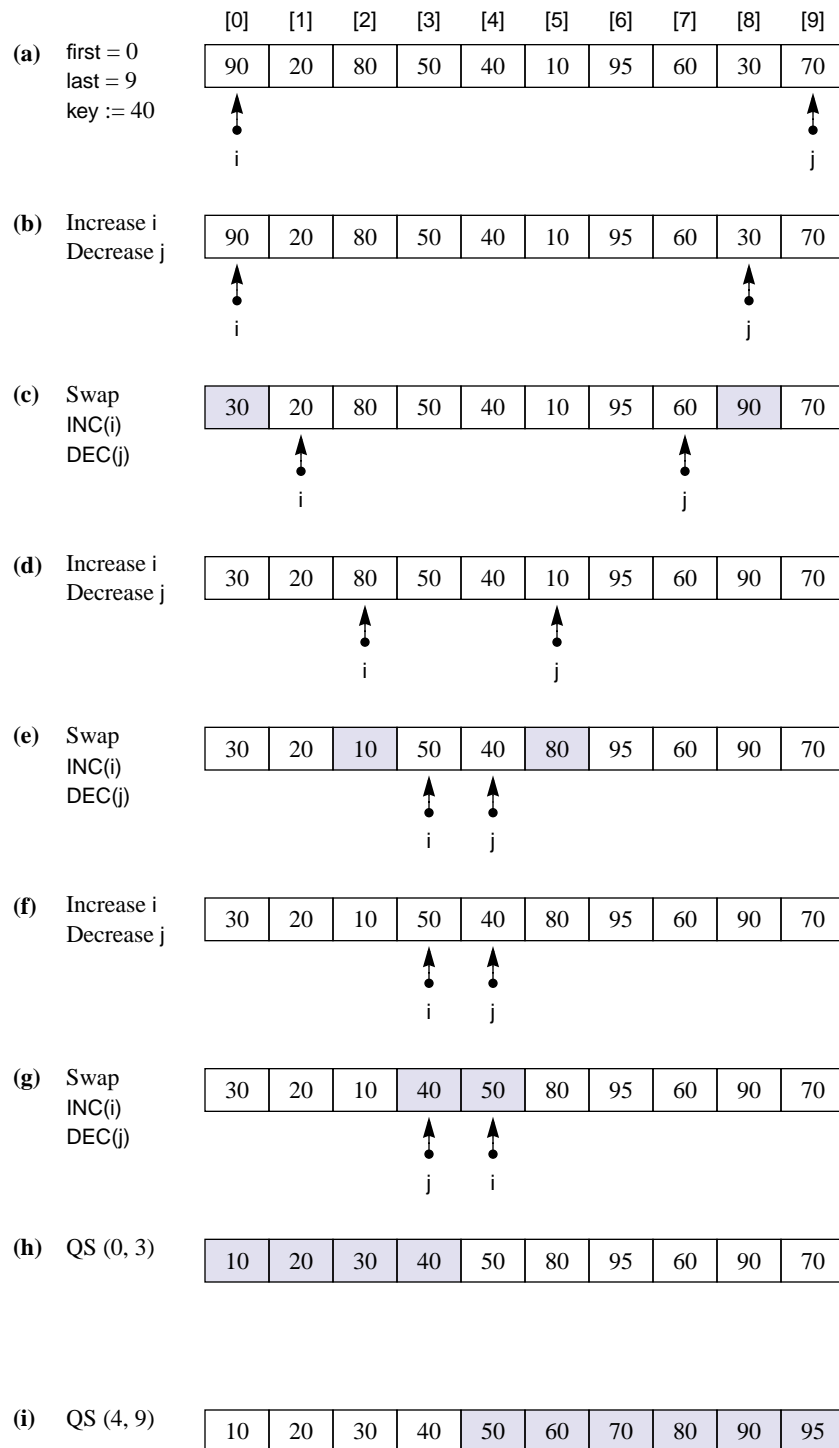 [0] [1] [2] [3] [4] [5] [6] [7] [8] [9]
(a) first = 0
last = 9
key := 40
90 20 80 50 40 10 95 60 30 70
i j
(b) Increase i
Decrease j
90 20 80 50 40 10 95 60 30 70
i j
(c) Swap
INC(i)
DEC(j)
30 20 80 50 40 10 95 60 90 70
i j
(d) Increase i
Decrease j
30 20 80 50 40 10 95 60 90 70
i j
(e) Swap
INC(i)
DEC(j)
30 20 10 50 40 80 95 60 90 70
i j
(f) Increase i
Decrease j
30 20 10 50 40 80 95 60 90 70
i j
(g) Swap
INC(i)
DEC(j)
30 20 10 40 50 80 95 60 90 70
j i
(h) QS (0, 3)
10 20 30 40 50 80 95 60 90 70
(i) QS (4, 9)
10 20 30 40 50 60 70 80 90 95